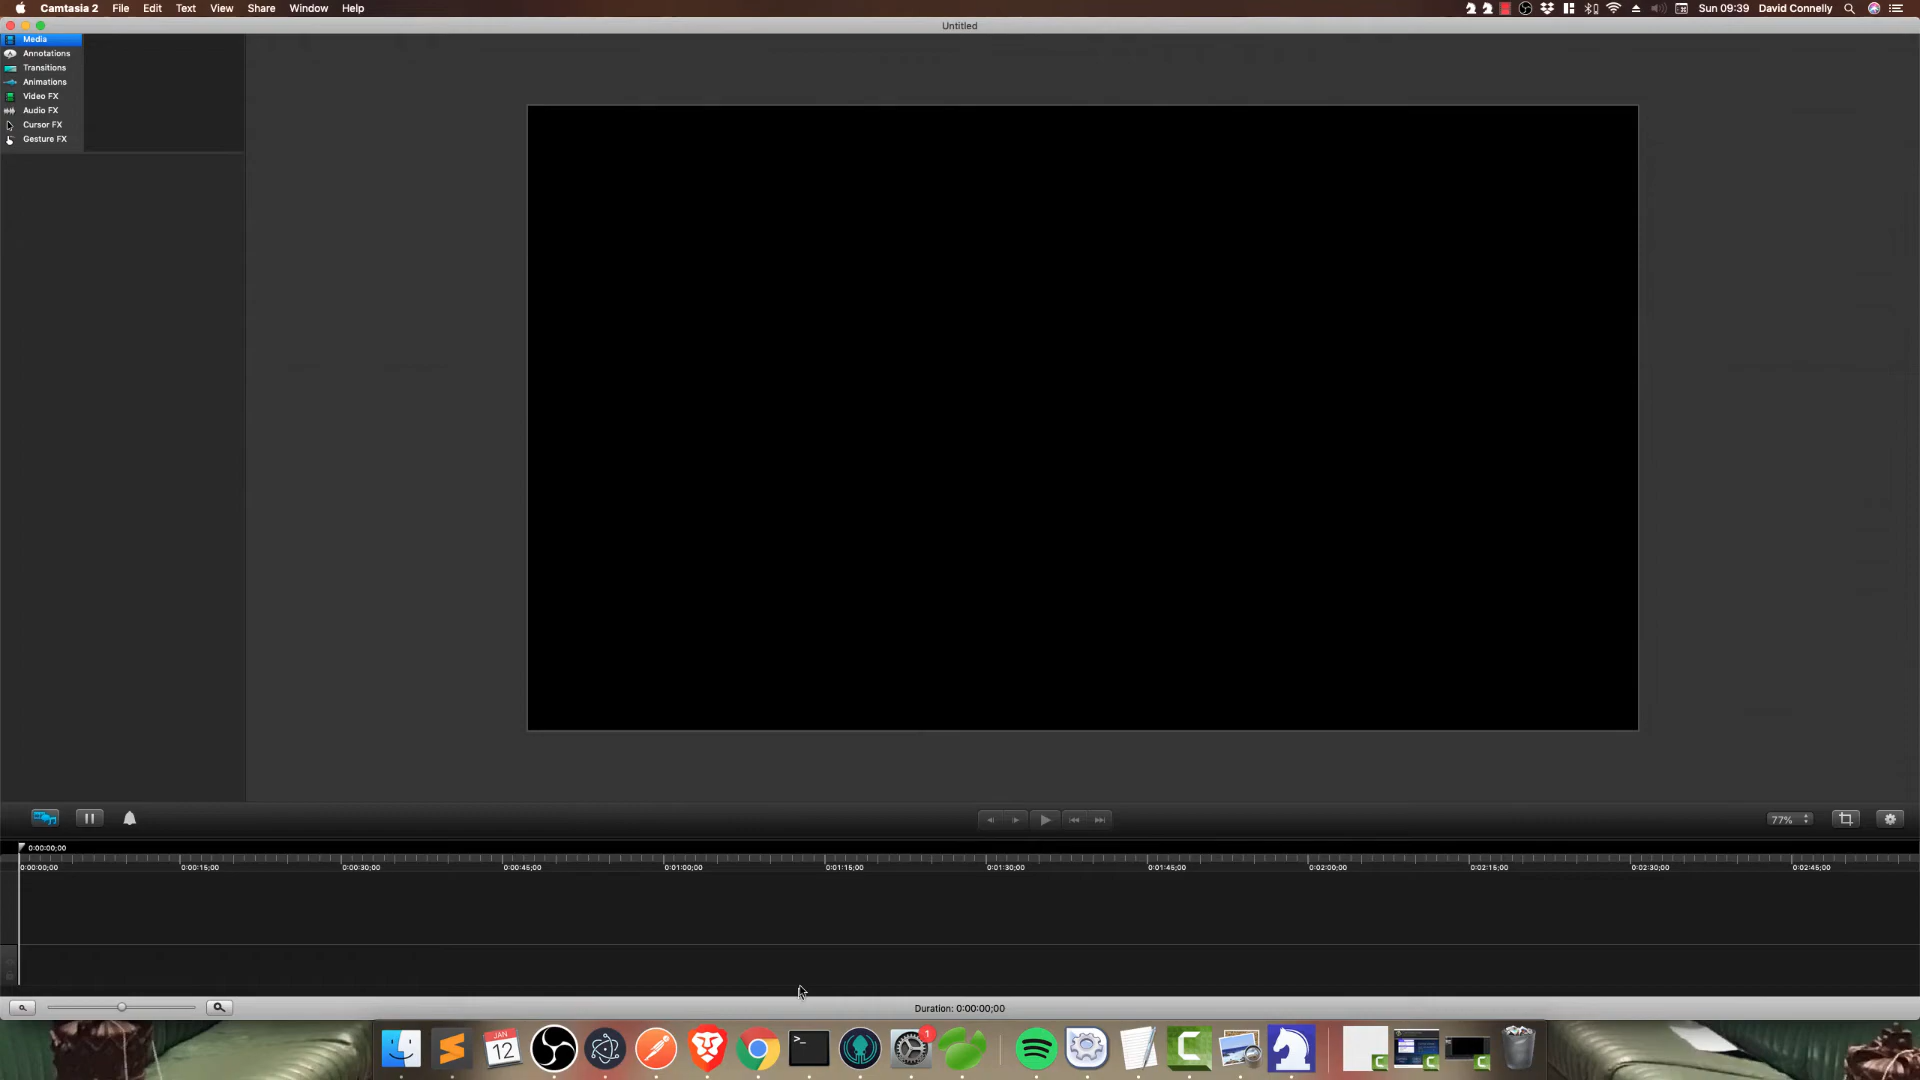 Camtasia 2 File Edit Text View Share Window Help Sun 09:39 David Connelly
Untitled
Media
Annotations
Transitions
Animations
Video FX
Audio FX
Cursor FX
Gesture FX
77%
0:00:00;00
0:00:00;00 0:00:15;00 0:00:30;00 0:00:45;00 0:01:00;00 0:01:15;00 0:01:30;00 0:01:45;00 0:02:00;00 0:02:15;00 0:02:30;00 0:02:45;00
Duration: 0:00:00;00
JAN
12
>_
1